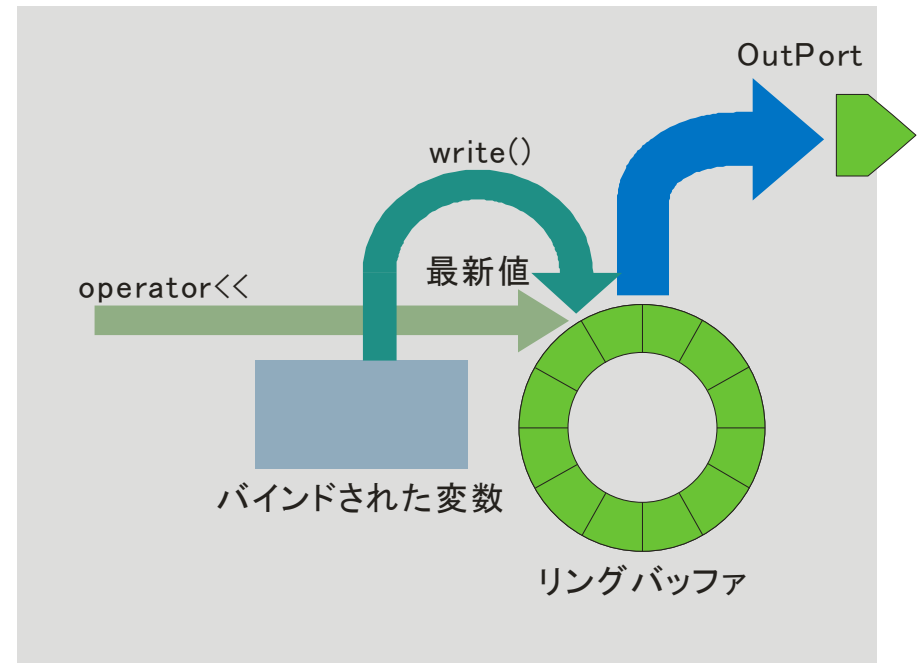 OutPort
write()
最新値
operator<<
バインドされた変数
リングバッファ